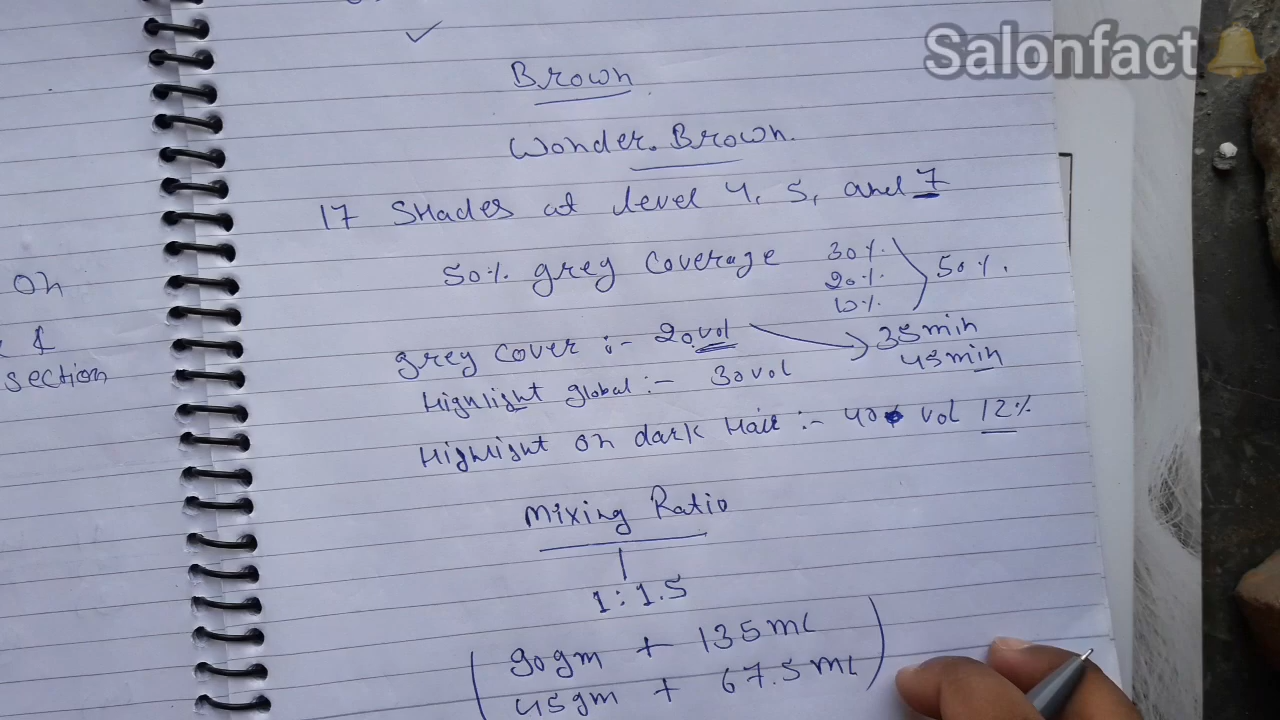 Salonfact
Brown
Wonder. Brown.
17 Shades at level 4, 5, and 7
50% grey coverage 30% 20% 10% 50%.
grey cover :- 20vol 35min
45min
Highlight global :- 30vol
Highlight on dark Hair :- 40 vol 12%
Mixing Ratio
1:1.5
90gm + 135ml
45gm + 67.5ml
on
&
section